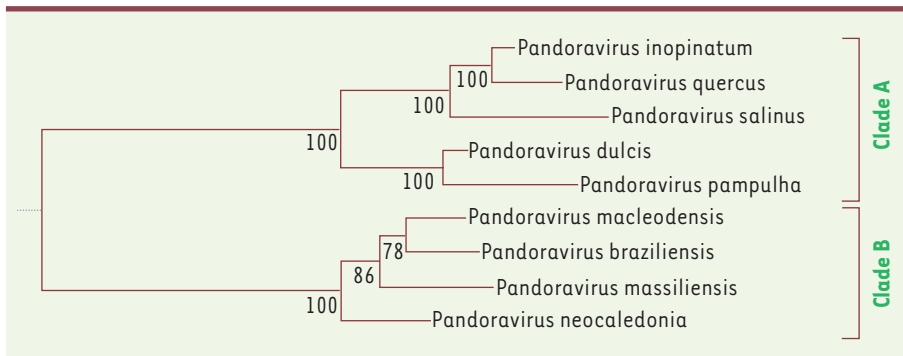 Pandoravirus inopinatum
100
Pandoravirus quercus
100
Pandoravirus salinus
100
Pandoravirus dulcis
100
Pandoravirus pampulha
Clade A
Pandoravirus macleodensis
78
Pandoravirus braziliensis
86
Pandoravirus massiliensis
100
Pandoravirus neocaledonia
Clade B